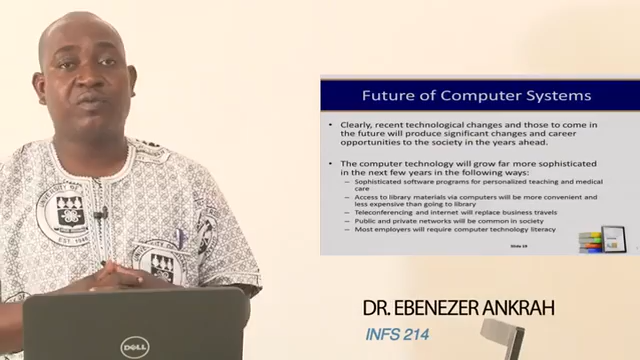 Future of Computer Systems
• Clearly, recent technological changes and those to come in
the future will produce significant changes and career
opportunities to the society in the years ahead.
• The computer technology will grow far more sophisticated
in the next few years in the following ways:
– Sophisticated software programs for personalized teaching and medical
care
– Access to library materials via computers will be more convenient and
less expensive than going to library
– Teleconferencing and internet will replace business travels
– Public and private networks will be common in society
– Most employers will require computer technology literacy
Slide 19
DR. EBENEZER ANKRAH
INFS 214
DELL
EST. 1948